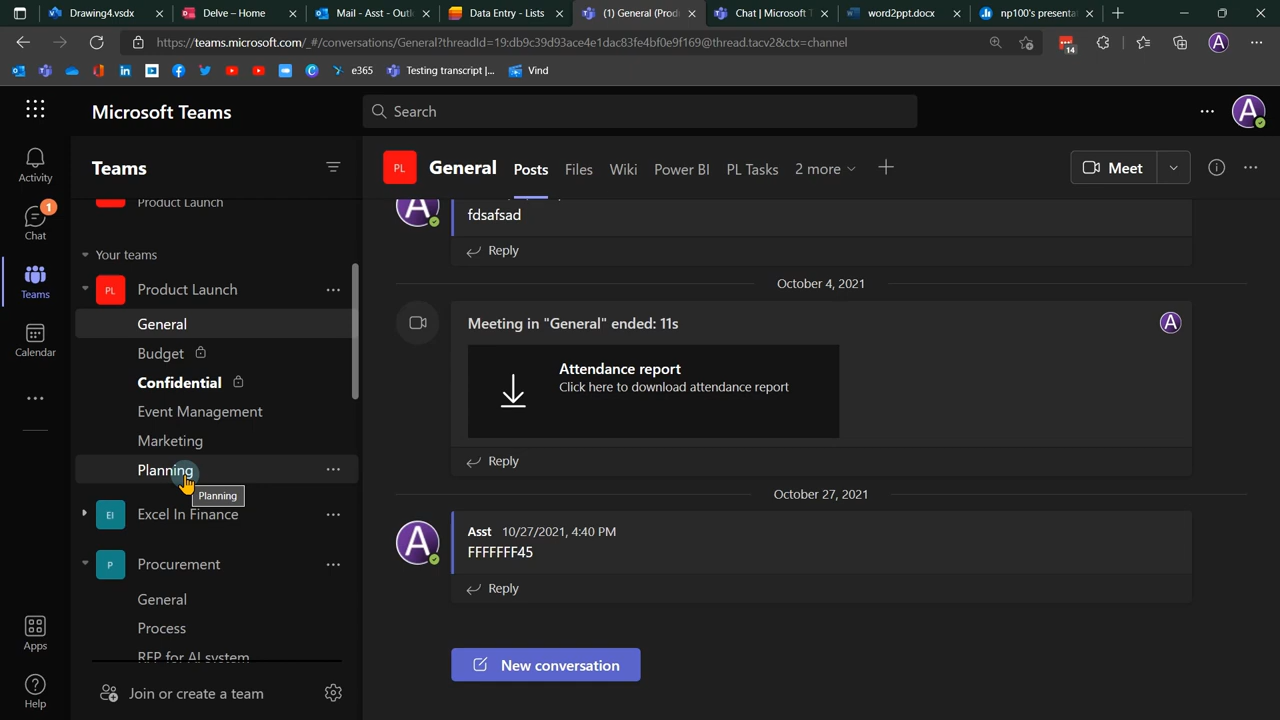 Drawing4.vsdx
Delve – Home
Mail - Asst - Outl
Data Entry - Lists
(1) General (Prod
Chat | Microsoft T
word2ppt.docx
np100's presenta
https://teams.microsoft.com/_#/conversations/General?threadId=19:db9c39d93ace4e1dac83fe4bf0e9f169@thread.tacv2&ctx=channel
14
A
e365
Testing transcript |...
Vind
Microsoft Teams
Search
A
Activity
Chat
1
Teams
Calendar
Apps
Help
Teams
Product Launch
Your teams
PL Product Launch
General
Budget
Confidential
Event Management
Marketing
Planning
Planning
EI Excel In Finance
P Procurement
General
Process
RFP for AI system
Join or create a team
PL General
Posts
Files
Wiki
Power BI
PL Tasks
2 more
Meet
A
fdsafsad
Reply
October 4, 2021
Meeting in "General" ended: 11s
A
Attendance report
Click here to download attendance report
Reply
October 27, 2021
A
Asst 10/27/2021, 4:40 PM
FFFFFFF45
Reply
New conversation